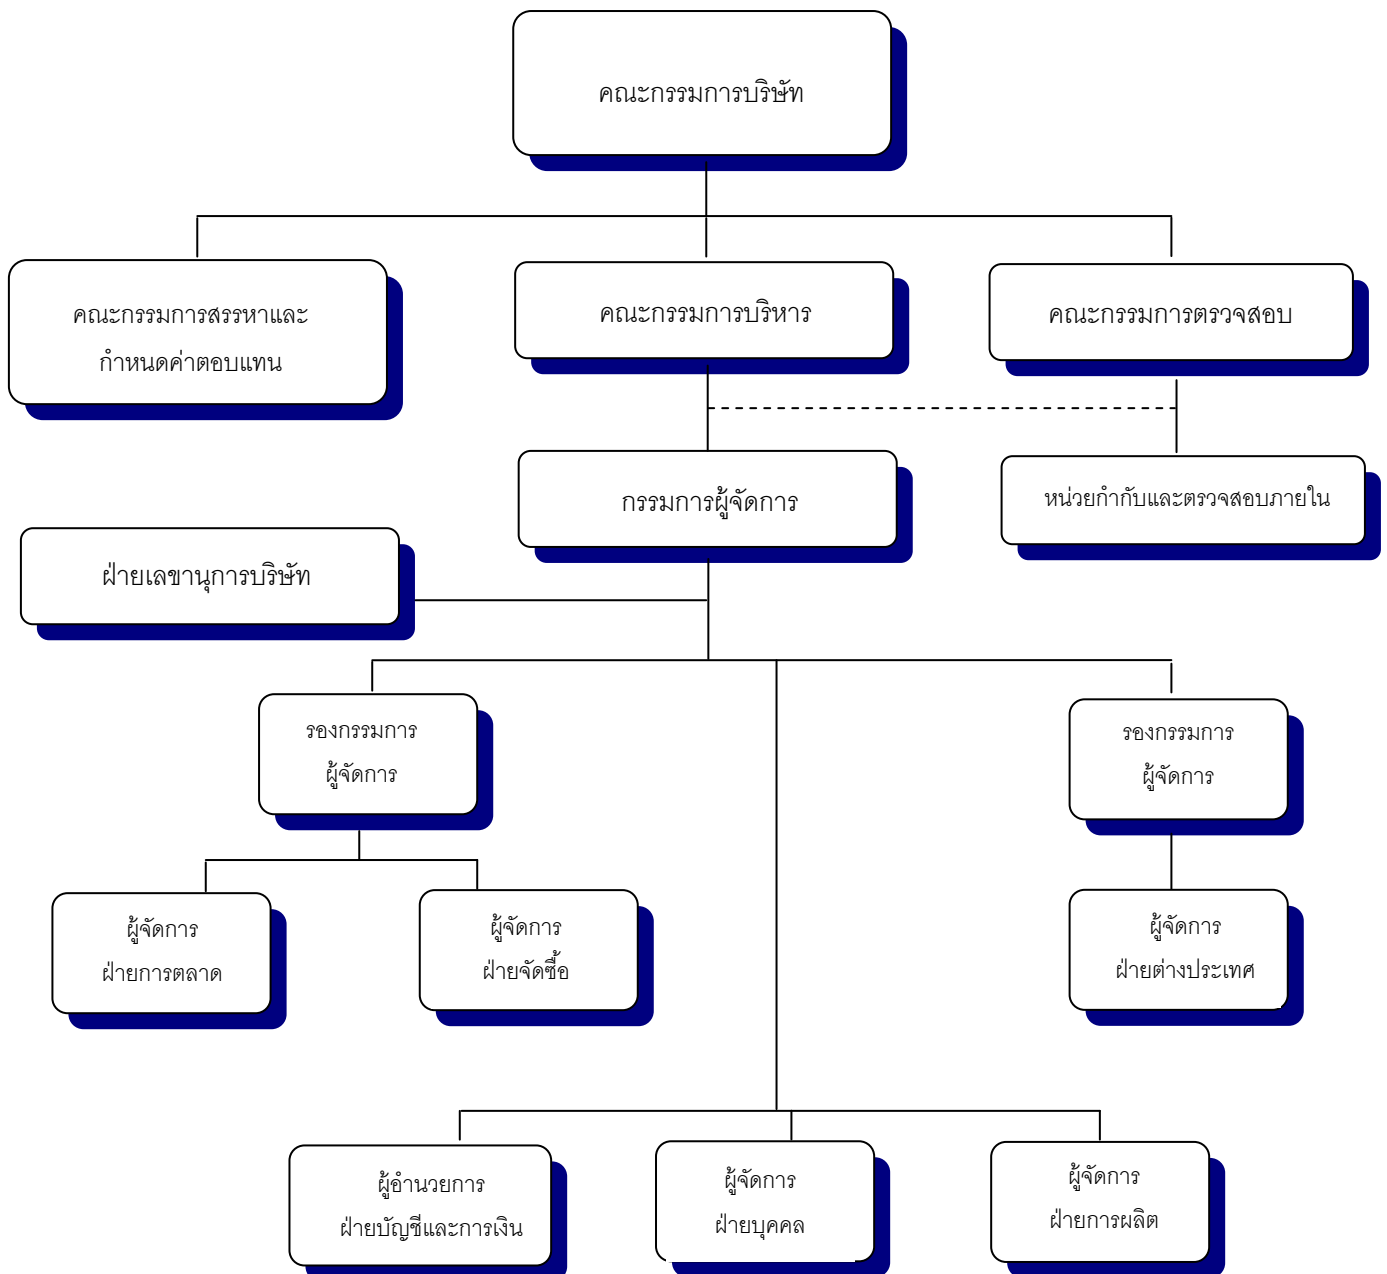 คณะกรรมการบริษัท
คณะกรรมการสรรหาและ
กำหนดค่าตอบแทน
คณะกรรมการบริหาร
คณะกรรมการตรวจสอบ
กรรมการผู้จัดการ
หน่วยกำกับและตรวจสอบภายใน
ฝ่ายเลขานุการบริษัท
รองกรรมการ
ผู้จัดการ
รองกรรมการ
ผู้จัดการ
ผู้จัดการ
ฝ่ายการตลาด
ผู้จัดการ
ฝ่ายจัดซื้อ
ผู้จัดการ
ฝ่ายต่างประเทศ
ผู้อำนวยการ
ฝ่ายบัญชีและการเงิน
ผู้จัดการ
ฝ่ายบุคคล
ผู้จัดการ
ฝ่ายการผลิต